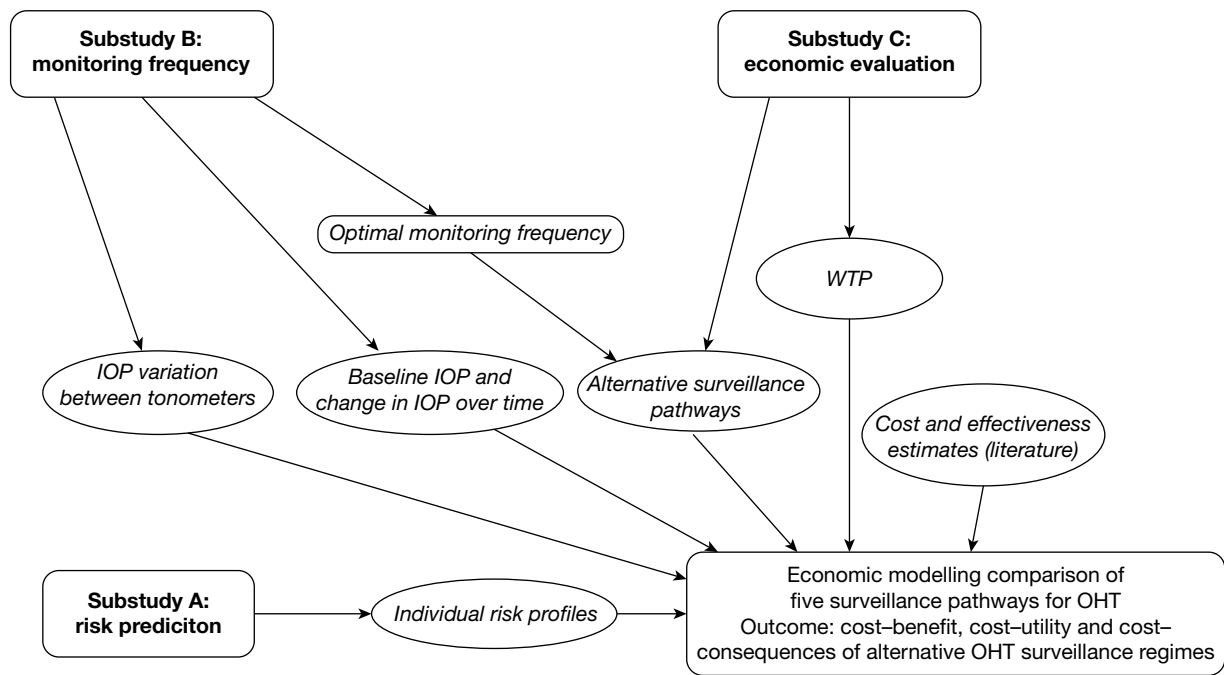 Substudy B:
monitoring frequency
Substudy C:
economic evaluation
Optimal monitoring frequency
WTP
IOP variation
between tonometers
Baseline IOP and
change in IOP over time
Alternative surveillance
pathways
Cost and effectiveness
estimates (literature)
Substudy A:
risk prediciton
Individual risk profiles
Economic modelling comparison of
five surveillance pathways for OHT
Outcome: cost–benefit, cost–utility and cost–
consequences of alternative OHT surveillance regimes